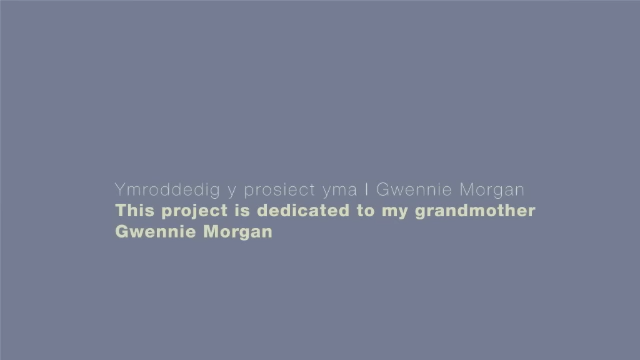 Ymroddedig y prosiect yma I Gwennie Morgan
This project is dedicated to my grandmother
Gwennie Morgan